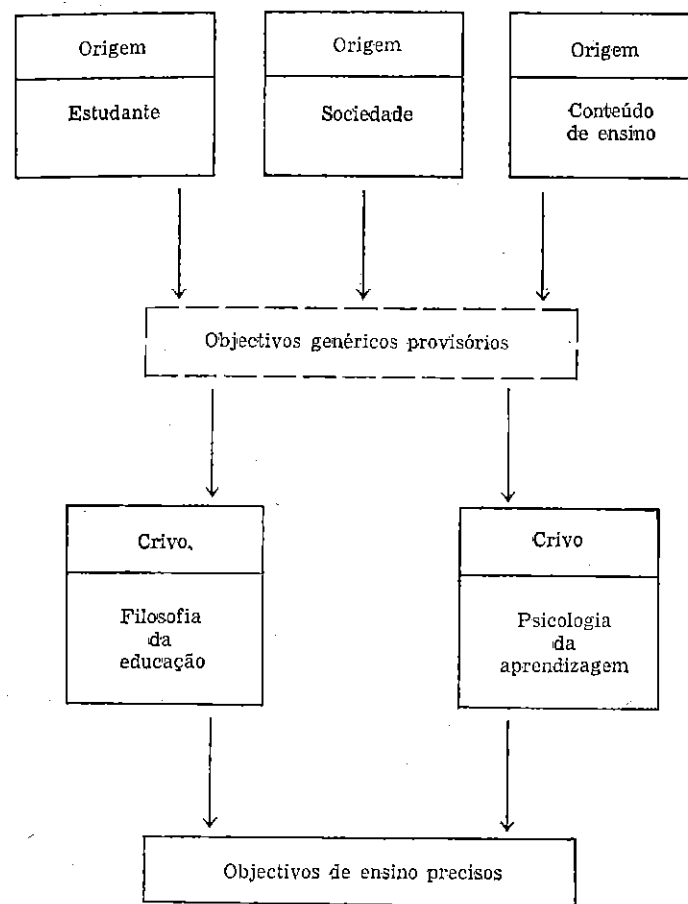 Origem
Estudante
Origem
Sociedade
Origem
Conteúdo
de ensino
Objectivos genéricos provisórios
Crivo.
Filosofia
da
educação
Crivo
Psicologia
da
aprendizagem
Objectivos de ensino precisos